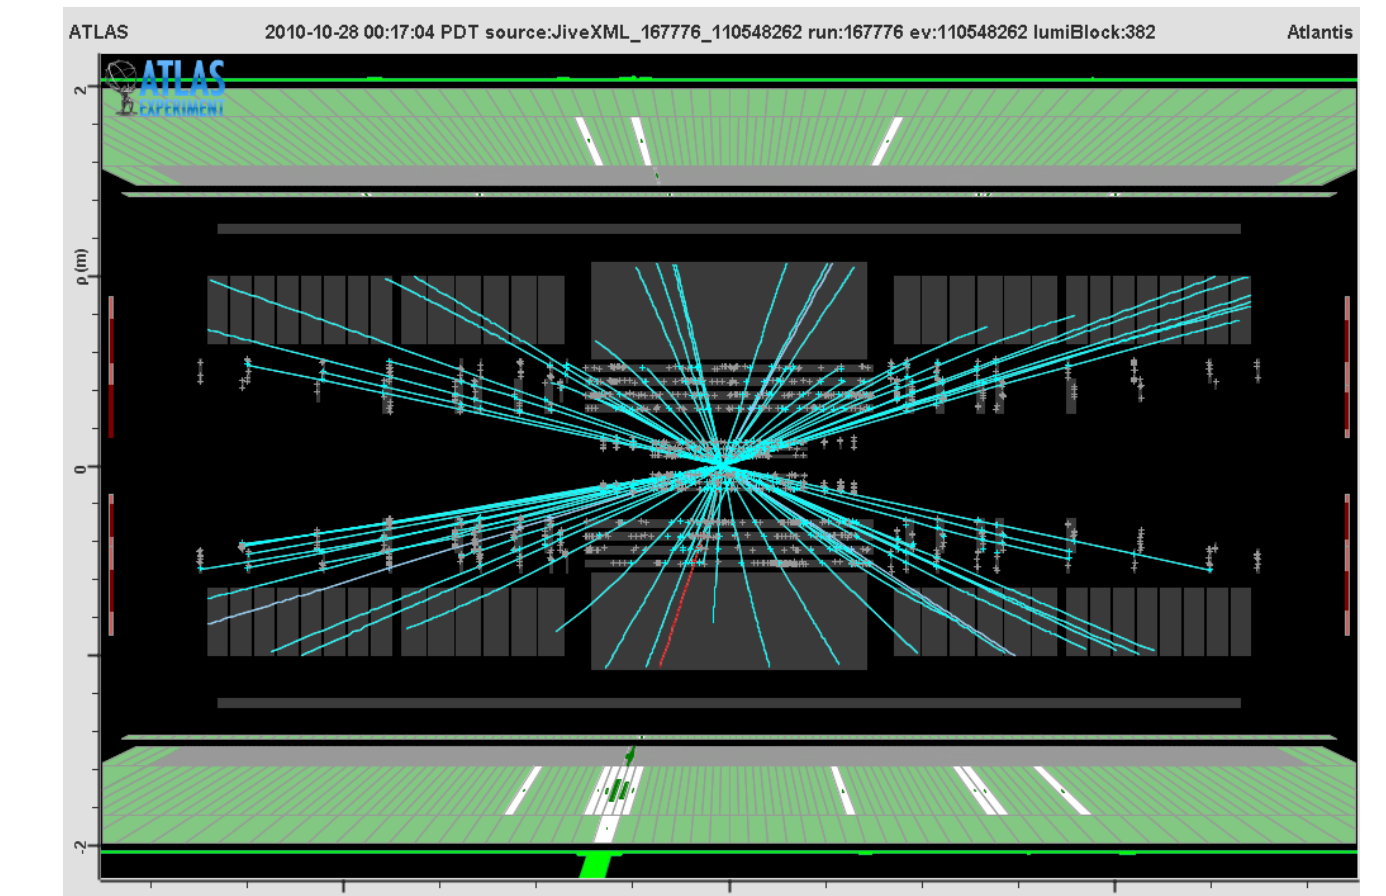 ATLAS 2010-10-28 00:17:04 PDT source:JiveXML_167776_110548262 run:167776 ev:110548262 lumiBlock:382 Atlantis
ATLAS
EXPERIMENT
2
ρ (m)
0
-2